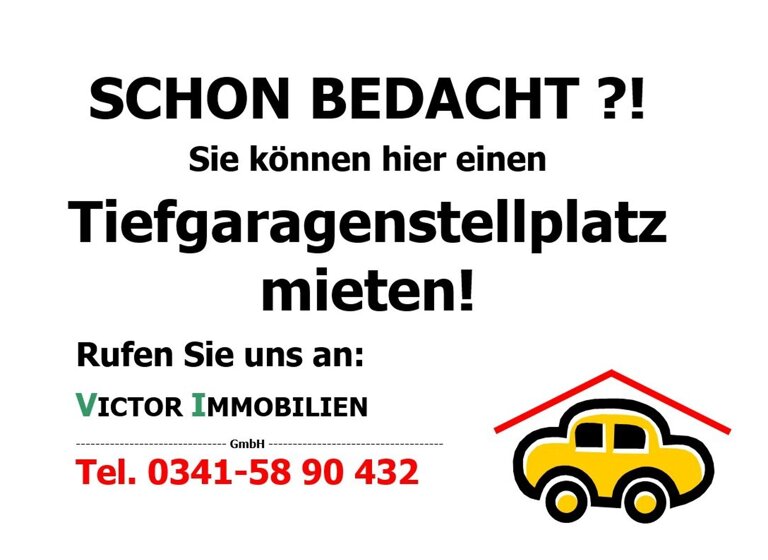 SCHON BEDACHT ?!
Sie können hier einen
Tiefgaragenstellplatz
mieten!
Rufen Sie uns an:
VICTOR IMMOBILIEN
------------------------------- GmbH ------------------------------------
Tel. 0341-58 90 432